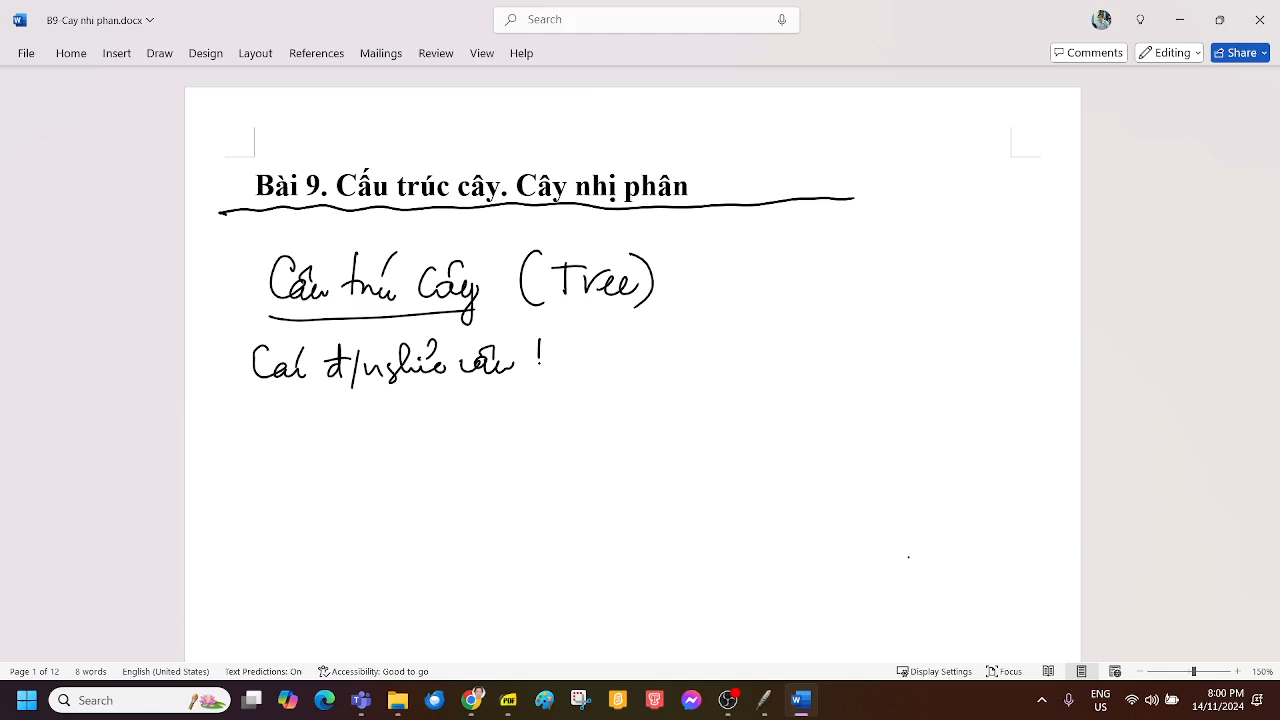 B9-Cay nhi phan.docx
Search
File Home Insert Draw Design Layout References Mailings Review View Help
Comments Editing Share
Bài 9. Cấu trúc cây. Cây nhị phân
Cấu trú cây (Tree)
Các đ/nghĩa
Page 1 of 12 8 words English (United States) Text Predictions: On Accessibility: Good to go Display Settings Focus 150%
Search ENG US 8:00 PM 14/11/2024